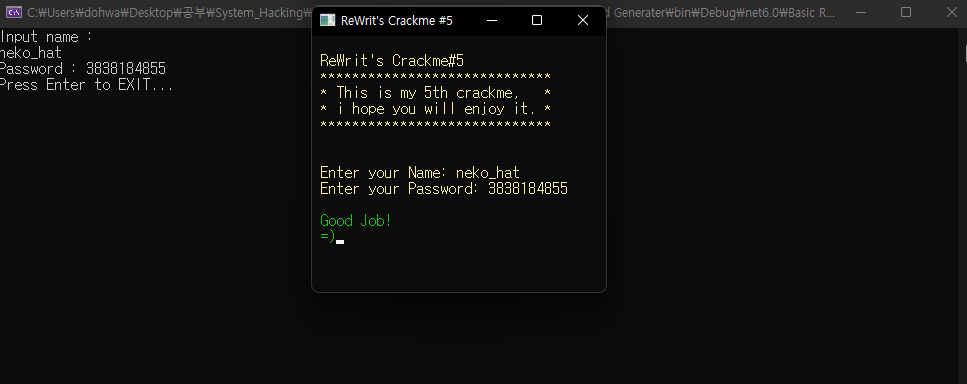 C:₩Users₩dohwa₩Desktop₩공부₩System_Hacking₩
d Generater₩bin₩Debug₩net6.0₩Basic R...
Input name :
neko_hat
Password : 3838184855
Press Enter to EXIT...
ReWrit's Crackme #5
ReWrit's Crackme#5
*****************************
* This is my 5th crackme,   *
* i hope you will enjoy it. *
*****************************
Enter your Name: neko_hat
Enter your Password: 3838184855
Good Job!
=)